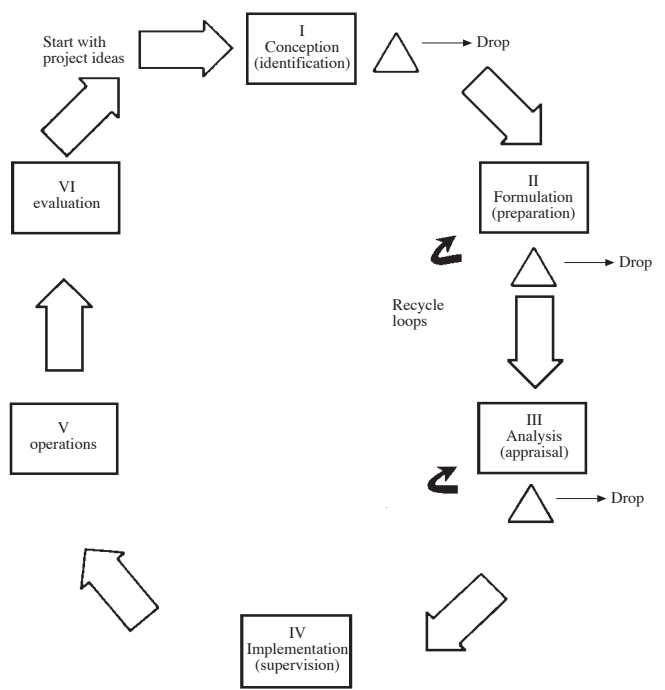 Start with
project ideas
I
Conception
(identification)
Drop
II
Formulation
(preparation)
Drop
Recycle
loops
III
Analysis
(appraisal)
Drop
IV
Implementation
(supervision)
V
operations
VI
evaluation